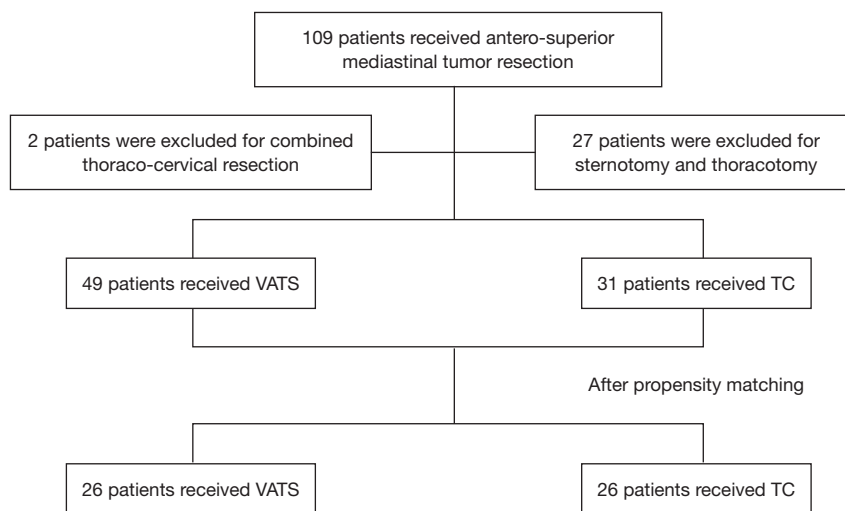 109 patients received antero-superior
mediastinal tumor resection
2 patients were excluded for combined
thoraco-cervical resection
27 patients were excluded for
sternotomy and thoracotomy
49 patients received VATS
31 patients received TC
After propensity matching
26 patients received VATS
26 patients received TC